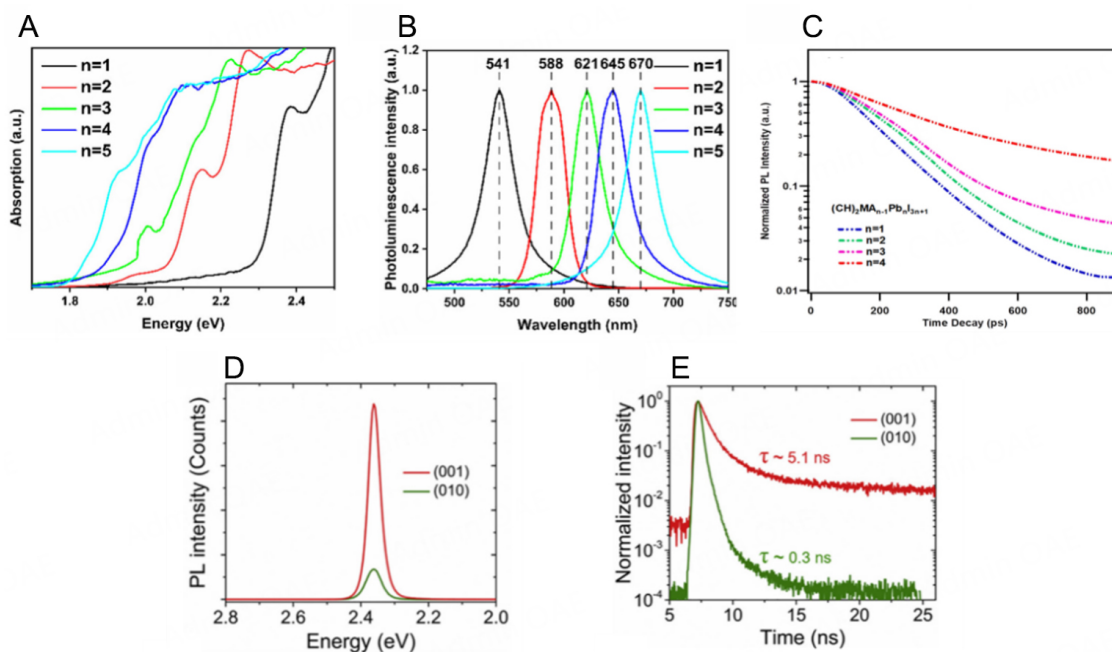 A
Absorption (a.u.)
n=1
n=2
n=3
n=4
n=5
1.8 2.0 2.2 2.4
Energy (eV)
B
Photoluminescence intensity (a.u.)
1.2
1.0
0.8
0.6
0.4
0.2
0.0
541 588 621 645 670
n=1
n=2
n=3
n=4
n=5
500 550 600 650 700 750
Wavelength (nm)
C
Normalized PL Intensity (a.u.)
1
0.1
0.01
(CH)2MAn-1PbnI3n+1
n=1
n=2
n=3
n=4
0 200 400 600 800
Time Decay (ps)
D
PL intensity (Counts)
(001)
(010)
2.8 2.6 2.4 2.2 2.0
Energy (eV)
E
Normalized intensity
10^0
10^-1
10^-2
10^-3
10^-4
(001)
(010)
τ ~ 5.1 ns
τ ~ 0.3 ns
5 10 15 20 25
Time (ns)